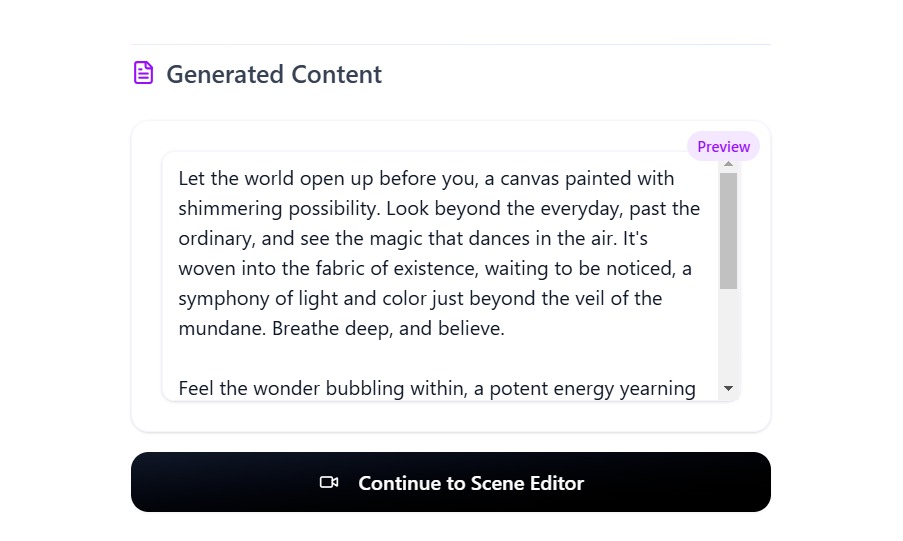 Generated Content
Preview
Let the world open up before you, a canvas painted with
shimmering possibility. Look beyond the everyday, past the
ordinary, and see the magic that dances in the air. It's
woven into the fabric of existence, waiting to be noticed, a
symphony of light and color just beyond the veil of the
mundane. Breathe deep, and believe.
Feel the wonder bubbling within, a potent energy yearning
Continue to Scene Editor